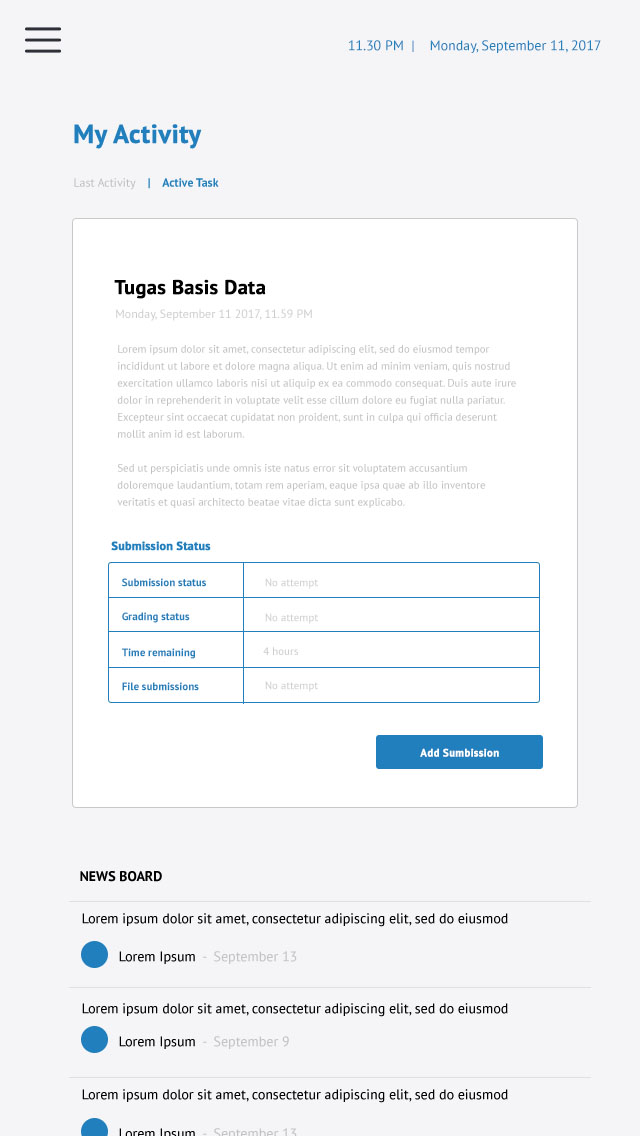 11.30 PM | Monday, September 11, 2017
My Activity
Last Activity | Active Task
Tugas Basis Data
Monday, September 11 2017, 11.59 PM
Lorem ipsum dolor sit amet, consectetur adipiscing elit, sed do eiusmod tempor
incididunt ut labore et dolore magna aliqua. Ut enim ad minim veniam, quis nostrud
exercitation ullamco laboris nisi ut aliquip ex ea commodo consequat. Duis aute irure
dolor in reprehenderit in voluptate velit esse cillum dolore eu fugiat nulla pariatur.
Excepteur sint occaecat cupidatat non proident, sunt in culpa qui officia deserunt
mollit anim id est laborum.
Sed ut perspiciatis unde omnis iste natus error sit voluptatem accusantium
doloremque laudantium, totam rem aperiam, eaque ipsa quae ab illo inventore
veritatis et quasi architecto beatae vitae dicta sunt explicabo.
Submission Status
Submission status No attempt
Grading status No attempt
Time remaining 4 hours
File submissions No attempt
Add Sumbission
NEWS BOARD
Lorem ipsum dolor sit amet, consectetur adipiscing elit, sed do eiusmod
Lorem Ipsum - September 13
Lorem ipsum dolor sit amet, consectetur adipiscing elit, sed do eiusmod
Lorem Ipsum - September 9
Lorem ipsum dolor sit amet, consectetur adipiscing elit, sed do eiusmod
Lorem Ipsum - September 13